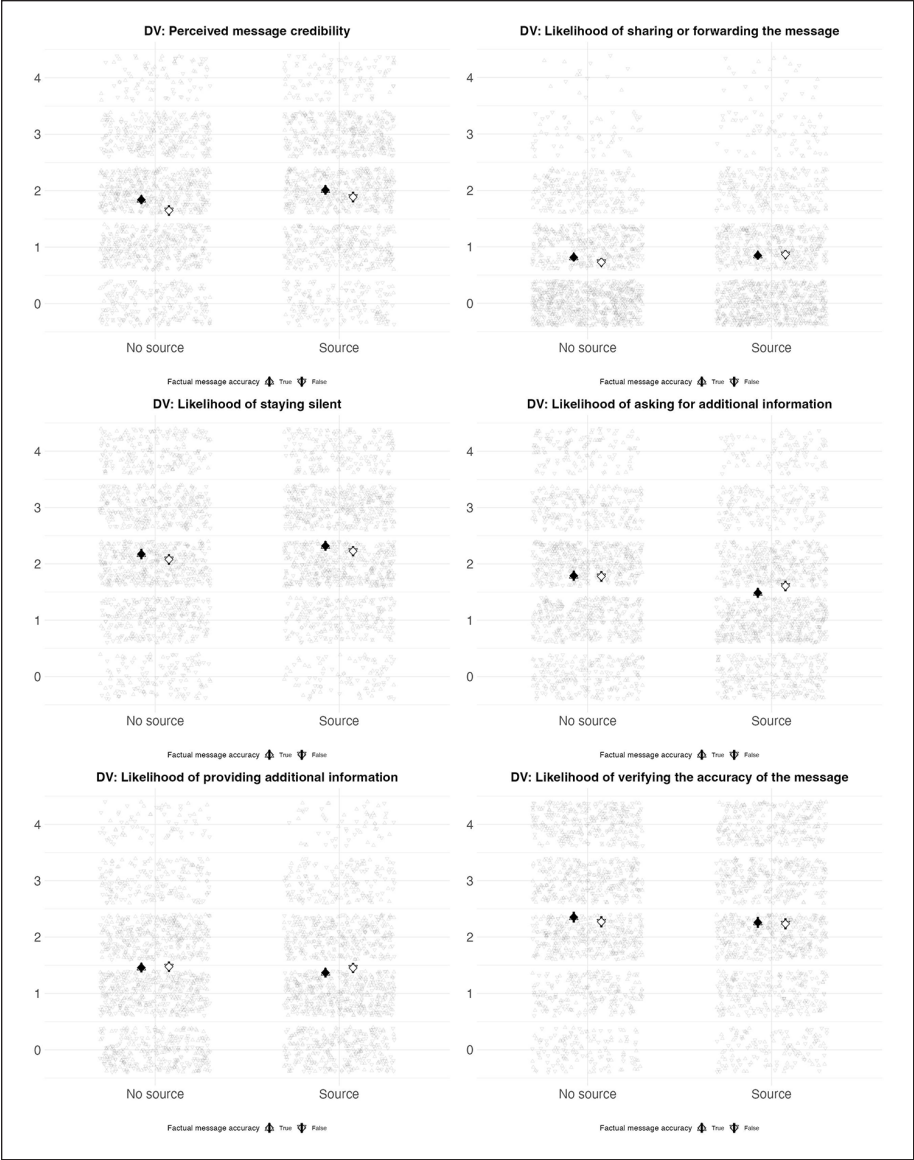 DV: Perceived message credibility
4
3
2
1
0
No source
Source
Factual message accuracy True False
DV: Likelihood of sharing or forwarding the message
4
3
2
1
0
No source
Source
Factual message accuracy True False
DV: Likelihood of staying silent
4
3
2
1
0
No source
Source
Factual message accuracy True False
DV: Likelihood of asking for additional information
4
3
2
1
0
No source
Source
Factual message accuracy True False
DV: Likelihood of providing additional information
4
3
2
1
0
No source
Source
Factual message accuracy True False
DV: Likelihood of verifying the accuracy of the message
4
3
2
1
0
No source
Source
Factual message accuracy True False